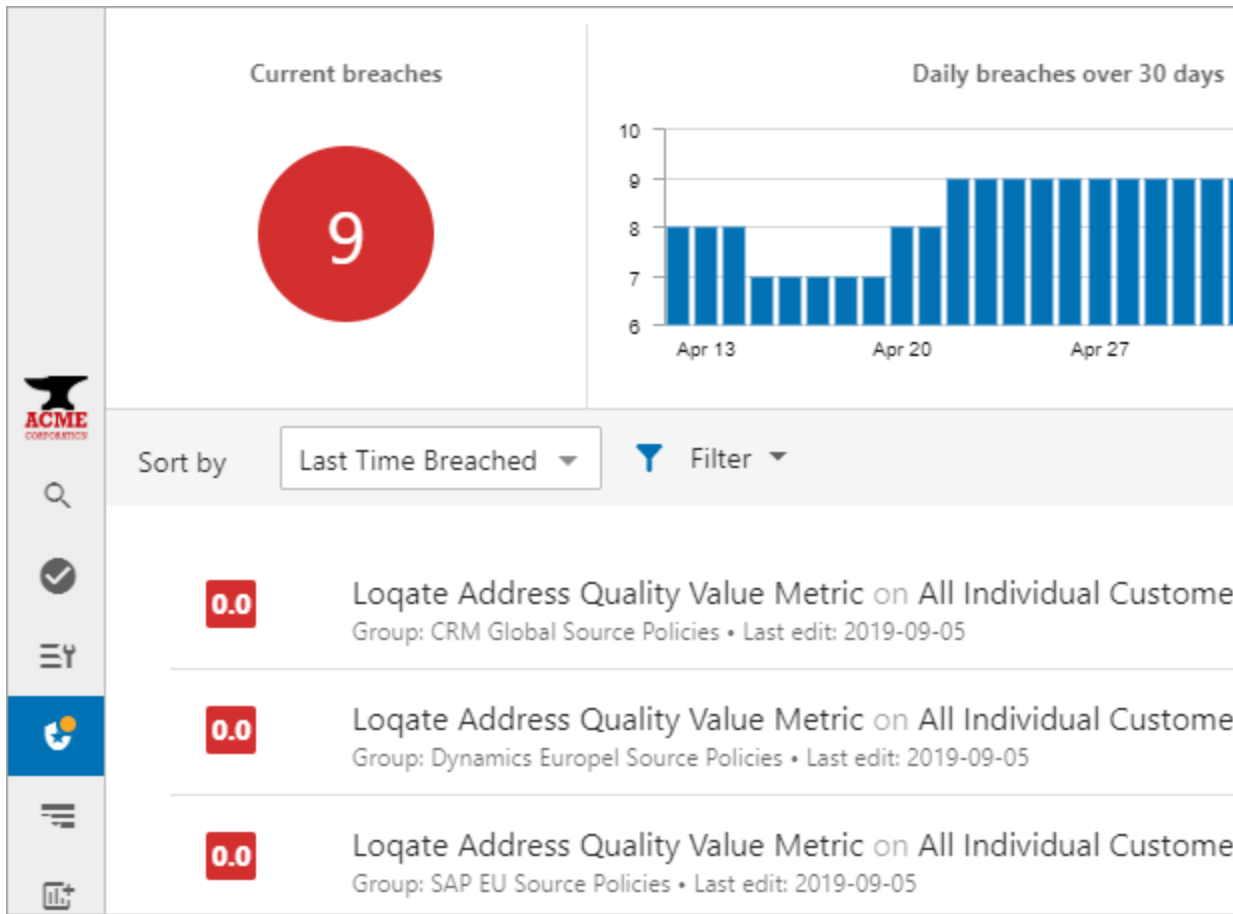 Current breaches
9
Daily breaches over 30 days
10
9
8
7
6
Apr 13
Apr 20
Apr 27
ACME
CORPORATION
Sort by
Last Time Breached
Filter
0.0
Loqate Address Quality Value Metric on All Individual Custome
Group: CRM Global Source Policies • Last edit: 2019-09-05
0.0
Loqate Address Quality Value Metric on All Individual Custome
Group: Dynamics Europel Source Policies • Last edit: 2019-09-05
0.0
Loqate Address Quality Value Metric on All Individual Custome
Group: SAP EU Source Policies • Last edit: 2019-09-05